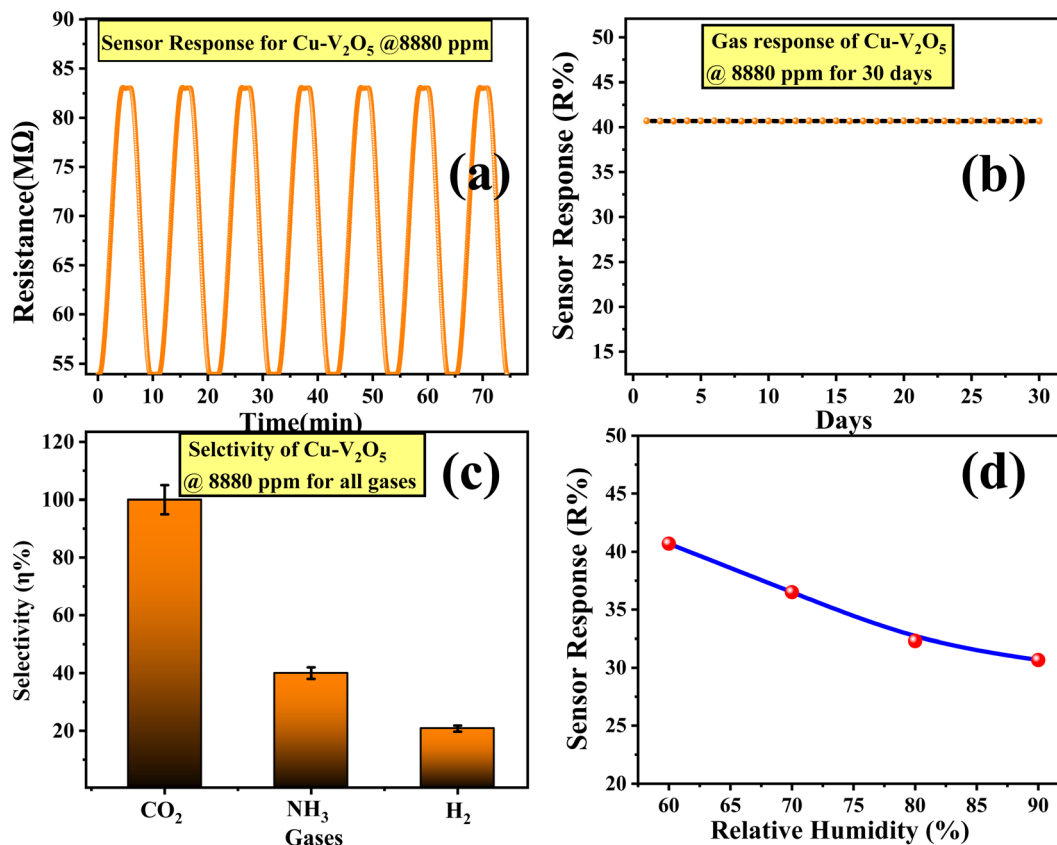 Sensor Response for Cu-V₂O₅ @8880 ppm
(a)
Resistance(MΩ)
90
85
80
75
70
65
60
55
0 10 20 30 40 50 60 70
Time(min)
Gas response of Cu-V₂O₅
@ 8880 ppm for 30 days
(b)
Sensor Response (R%)
50
45
40
35
30
25
20
15
0 5 10 15 20 25 30
Days
Selctivity of Cu-V₂O₅
@ 8880 ppm for all gases
(c)
Selectivity (η%)
120
100
80
60
40
20
CO₂ NH₃ H₂
Gases
(d)
Sensor Response (R%)
50
45
40
35
30
25
20
60 65 70 75 80 85 90
Relative Humidity (%)